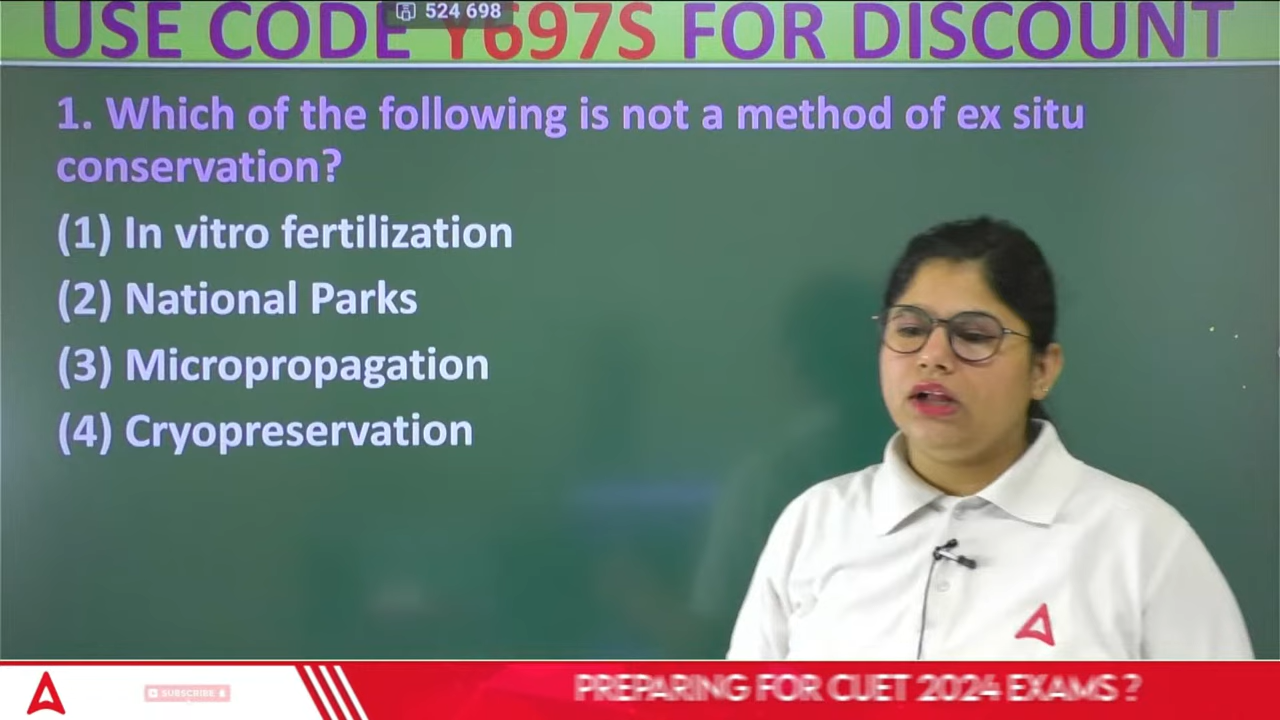 USE CODE Y697S FOR DISCOUNT
524 698
1. Which of the following is not a method of ex situ
conservation?
(1) In vitro fertilization
(2) National Parks
(3) Micropropagation
(4) Cryopreservation
SUBSCRIBE
PREPARING FOR CUET 2024 EXAMS ?